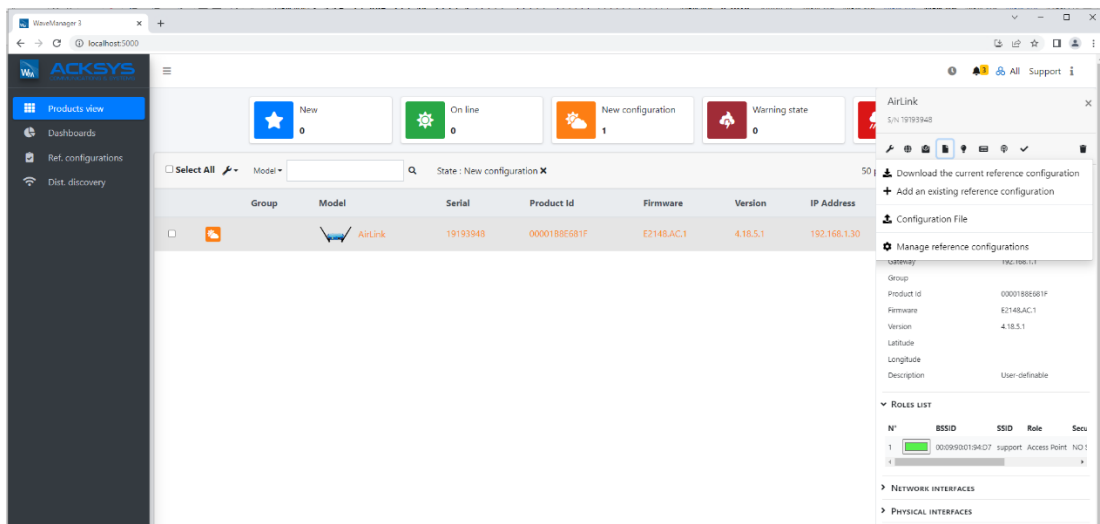 WaveManager 3
localhost:5000
WM ACKSYS
3 All Support i
Products view
Dashboards
Ref. configurations
Dist. discovery
New
0
On line
0
New configuration
1
Warning state
0
AirLink
S/N 19193948
Select All
Model
State : New configuration
50
Group Model Serial Product Id Firmware Version IP Address
AirLink 19193948 00001B8E681F E2148.AC.1 4.18.5.1 192.168.1.30
Download the current reference configuration
Add an existing reference configuration
Configuration File
Manage reference configurations
Gateway 192.168.1.1
Group
Product Id 00001B8E681F
Firmware E2148.AC.1
Version 4.18.5.1
Latitude
Longitude
Description User-definable
ROLES LIST
N° BSSID SSID Role Secu
1 00:09:90:01:94:D7 support Access Point NO
NETWORK INTERFACES
PHYSICAL INTERFACES